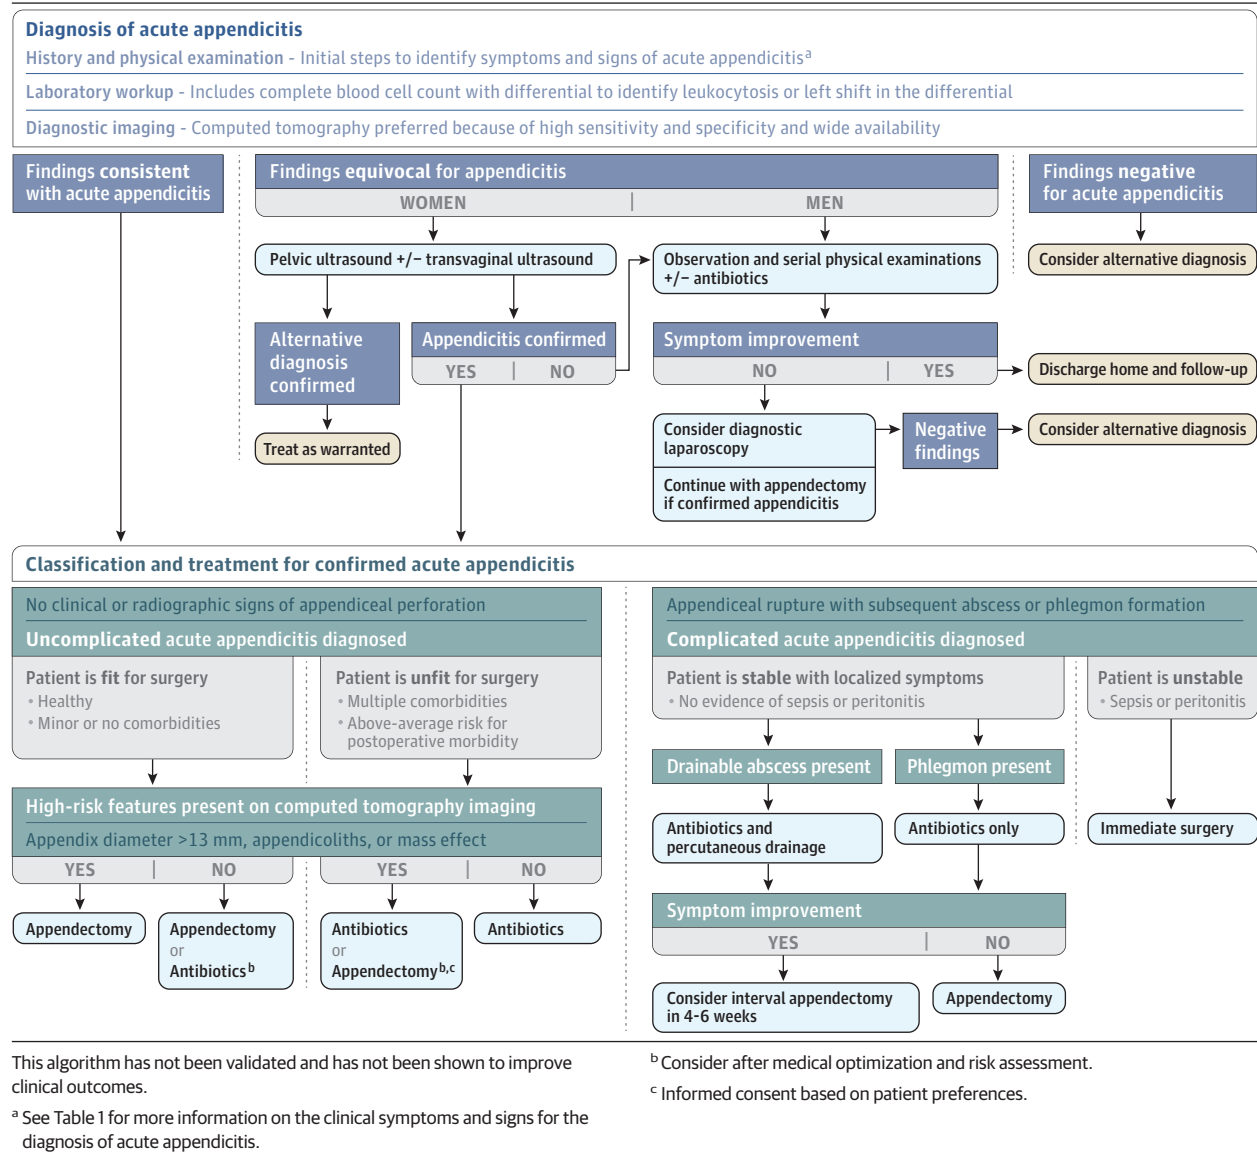 Diagnosis of acute appendicitis
History and physical examination - Initial steps to identify symptoms and signs of acute appendicitisᵃ
Laboratory workup - Includes complete blood cell count with differential to identify leukocytosis or left shift in the differential
Diagnostic imaging - Computed tomography preferred because of high sensitivity and specificity and wide availability
Findings consistent
with acute appendicitis
Findings equivocal for appendicitis
WOMEN | MEN
Findings negative
for acute appendicitis
Pelvic ultrasound +/− transvaginal ultrasound
Observation and serial physical examinations
+/− antibiotics
Consider alternative diagnosis
Alternative
diagnosis
confirmed
Appendicitis confirmed
YES | NO
Symptom improvement
NO | YES
Discharge home and follow-up
Treat as warranted
Consider diagnostic
laparoscopy
Continue with appendectomy
if confirmed appendicitis
Negative
findings
Consider alternative diagnosis
Classification and treatment for confirmed acute appendicitis
No clinical or radiographic signs of appendiceal perforation
Uncomplicated acute appendicitis diagnosed
Patient is fit for surgery
• Healthy
• Minor or no comorbidities
Patient is unfit for surgery
• Multiple comorbidities
• Above-average risk for
postoperative morbidity
High-risk features present on computed tomography imaging
Appendix diameter >13 mm, appendicoliths, or mass effect
YES | NO
YES | NO
Appendectomy
Appendectomy
or
Antibioticsᵇ
Antibiotics
or
Appendectomyᵇ,ᶜ
Antibiotics
Appendiceal rupture with subsequent abscess or phlegmon formation
Complicated acute appendicitis diagnosed
Patient is stable with localized symptoms
• No evidence of sepsis or peritonitis
Patient is unstable
• Sepsis or peritonitis
Drainable abscess present
Phlegmon present
Antibiotics and
percutaneous drainage
Antibiotics only
Immediate surgery
Symptom improvement
YES | NO
Consider interval appendectomy
in 4-6 weeks
Appendectomy
This algorithm has not been validated and has not been shown to improve
clinical outcomes.
ᵃ See Table 1 for more information on the clinical symptoms and signs for the
diagnosis of acute appendicitis.
ᵇ Consider after medical optimization and risk assessment.
ᶜ Informed consent based on patient preferences.